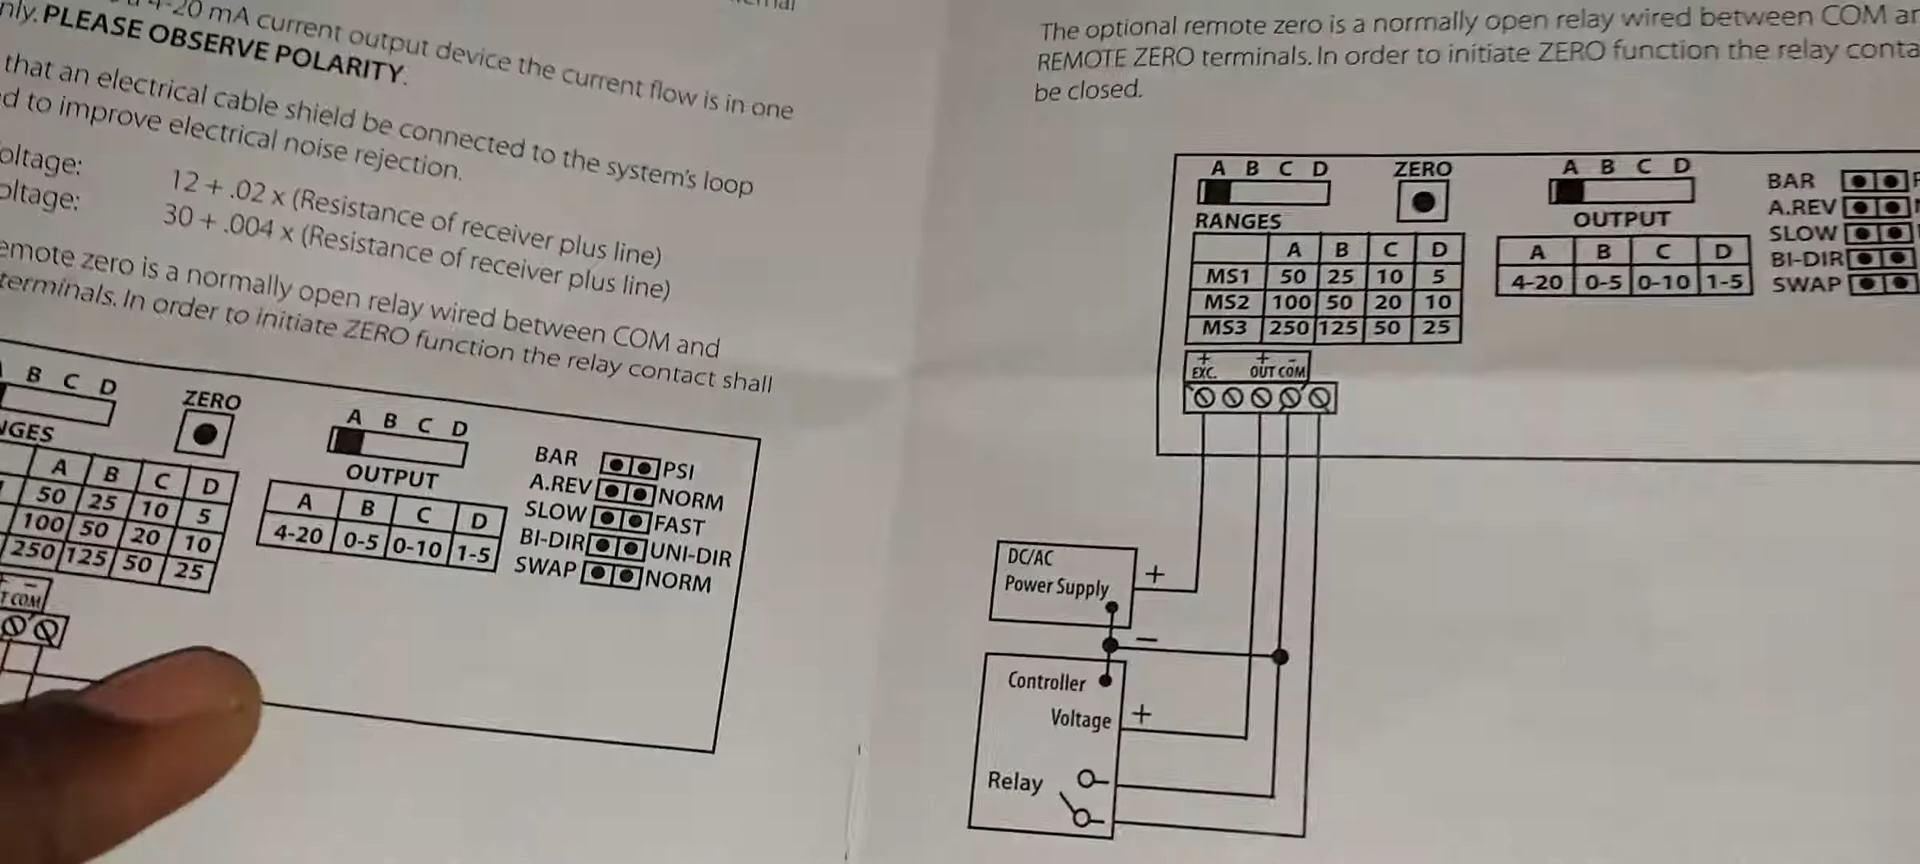 4-20 mA current output device the current flow is in one
PLEASE OBSERVE POLARITY.
that an electrical cable shield be connected to the system's loop
to improve electrical noise rejection.
12 + .02 x (Resistance of receiver plus line)
30 + .004 x (Resistance of receiver plus line)
zero is a normally open relay wired between COM and
terminals. In order to initiate ZERO function the relay contact shall
B C D
ZERO
A B C D
OUTPUT
A B C D
50 25 10 5
100 50 20 10
250 125 50 25
A B C D
4-20 0-5 0-10 1-5
BAR PSI
A.REV NORM
SLOW FAST
BI-DIR UNI-DIR
SWAP NORM
+ -
COM
The optional remote zero is a normally open relay wired between COM
REMOTE ZERO terminals. In order to initiate ZERO function the relay
be closed.
A B C D
ZERO
A B C D
RANGES
OUTPUT
A B C D
MS1 50 25 10 5
MS2 100 50 20 10
MS3 250 125 50 25
A B C D
4-20 0-5 0-10 1-5
BAR
A.REV
SLOW
BI-DIR
SWAP
+ + -
EXC. OUT COM
DC/AC
Power Supply
+
-
Controller
Voltage
+
Relay